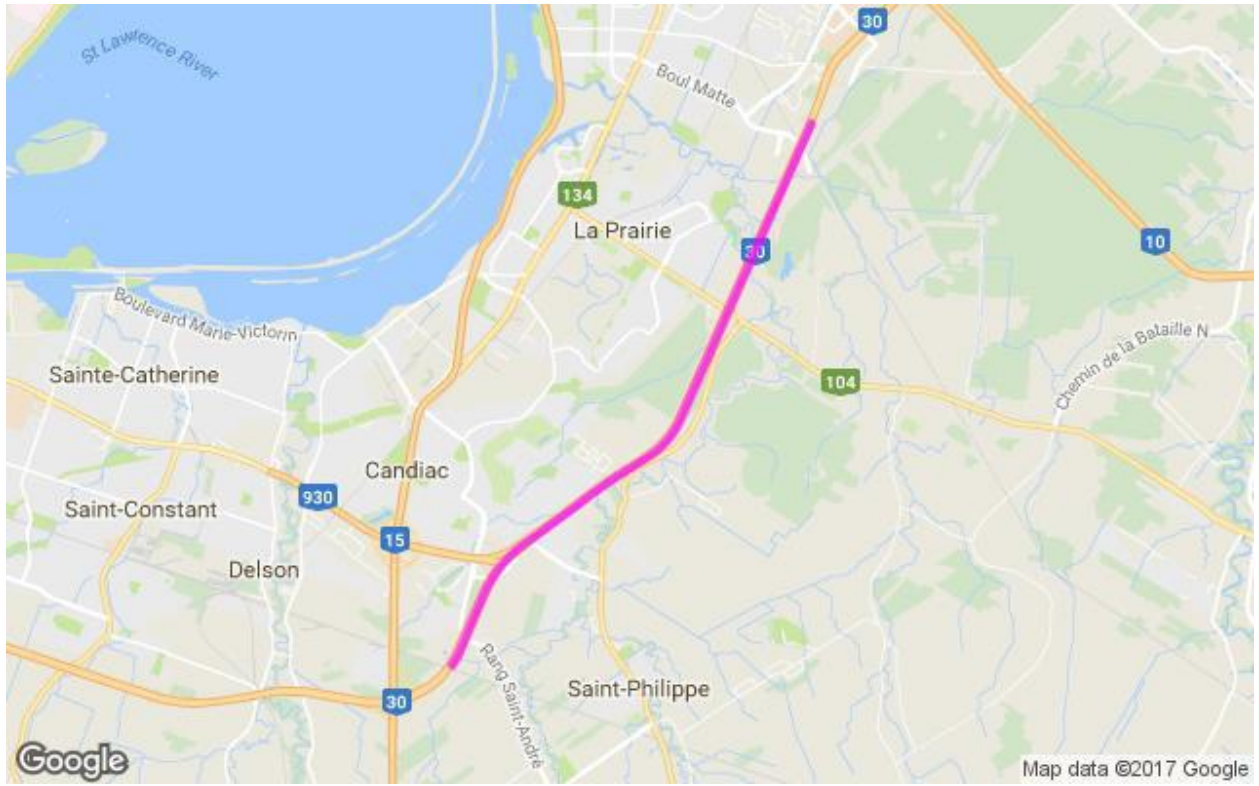 30
St Lawrence River
Boul Matte
134
La Prairie
30
10
Boulevard Marie-Victorin
Sainte-Catherine
Chemin de la Bataille N
104
Candiac
930
Saint-Constant
15
Delson
Rang Saint-André
Saint-Philippe
30
Google
Map data ©2017 Google